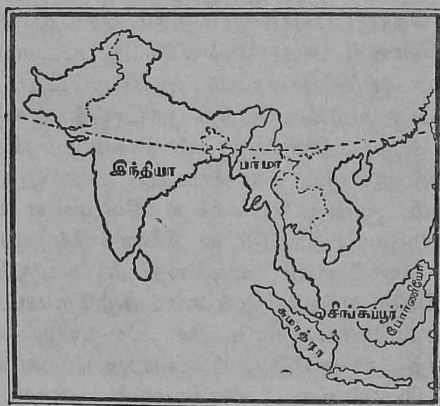 இந்தியா
பர்மா
சிங்கப்பூர்
போர்னியோ
சுமாத்ரா